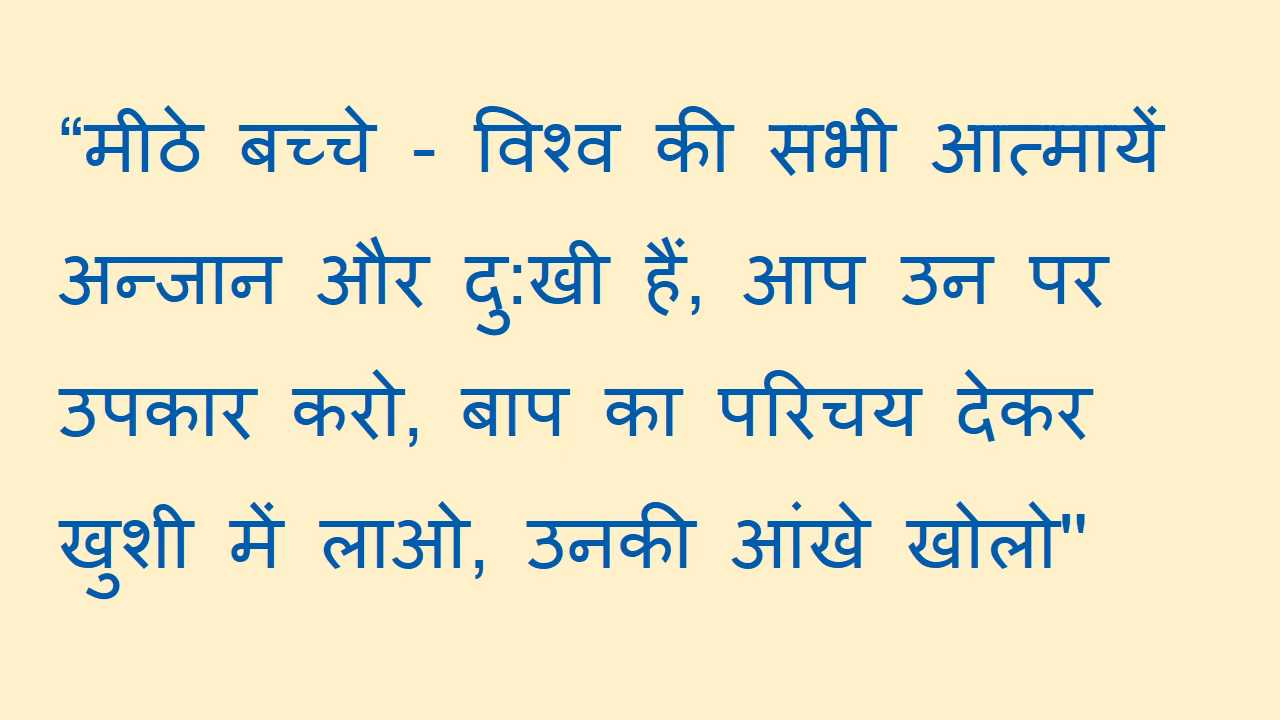 “मीठे बच्चे - विश्व की सभी आत्मायें
अन्जान और दु:खी हैं, आप उन पर
उपकार करो, बाप का परिचय देकर
खुशी में लाओ, उनकी आंखे खोलो"